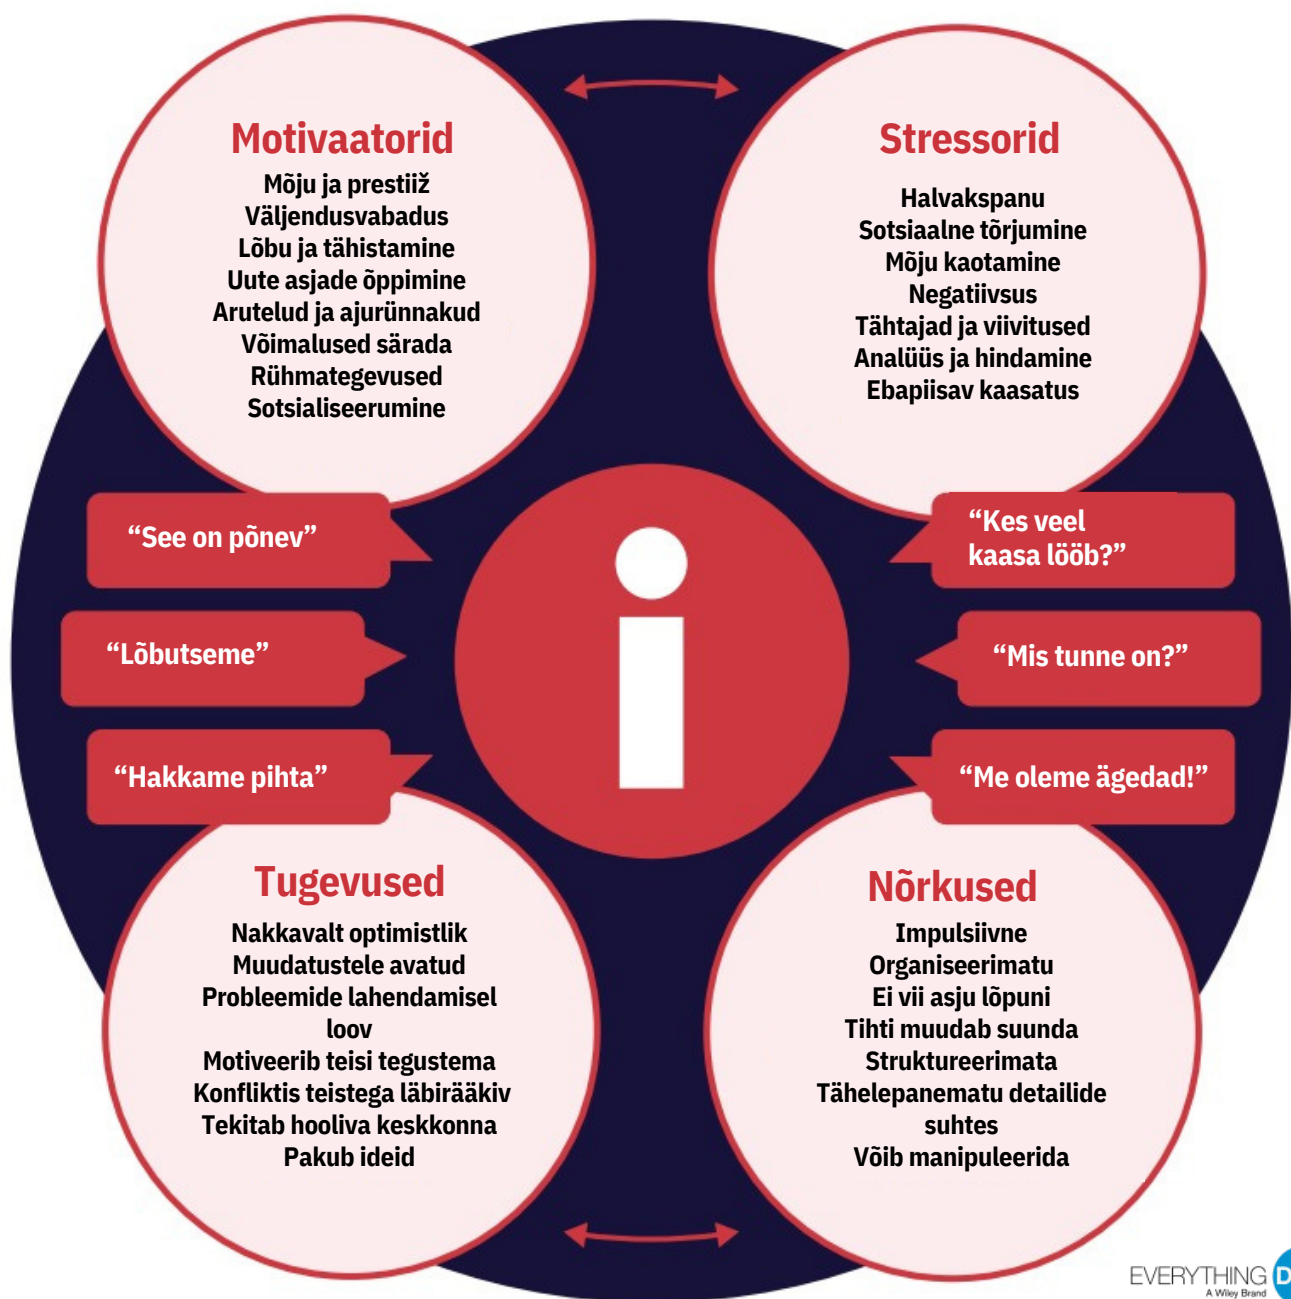 Motivaatorid
Mõju ja prestiiž
Väljendusvabadus
Lõbu ja tähistamine
Uute asjade õppimine
Arutelud ja ajurünnakud
Võimalused särada
Rühmategevused
Sotsialiseerumine
Stressorid
Halvakspanu
Sotsiaalne tõrjumine
Mõju kaotamine
Negatiivsus
Tähtajad ja viivitused
Analüüs ja hindamine
Ebapiisav kaasatus
“See on põnev”
“Lõbutseme”
“Hakkame pihta”
i
“Kes veel
kaasa lööb?”
“Mis tunne on?”
“Me oleme ägedad!”
Tugevused
Nakkavalt optimistlik
Muudatustele avatud
Probleemide lahendamisel
loov
Motiveerib teisi tegustema
Konfliktis teistega läbirääkiv
Tekitab hooliva keskkonna
Pakub ideid
Nõrkused
Impulsiivne
Organiseerimatu
Ei vii asju lõpuni
Tihti muudab suunda
Struktureerimata
Tähelepanematu detailide
suhtes
Võib manipuleerida
EVERYTHING D
A Wiley Brand